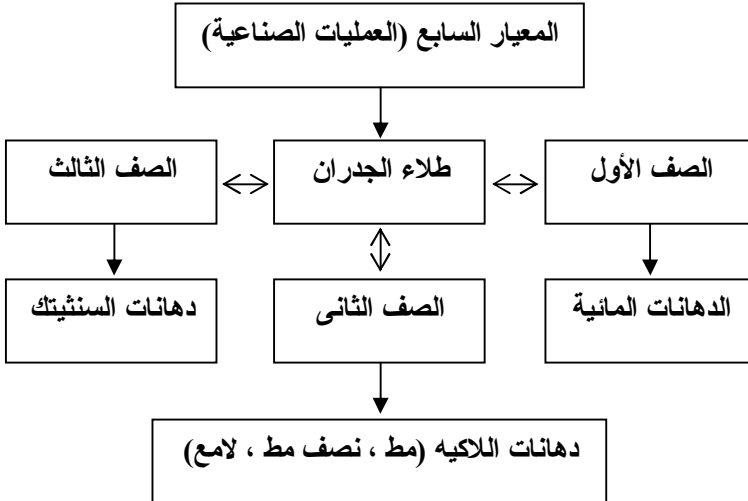 المعيار السابع (العمليات الصناعية)
الصف الأول
طلاء الجدران
الصف الثالث
الدهانات المائية
الصف الثانى
دهانات السنثيتك
دهانات اللاكيه (مط ، نصف مط ، لامع)